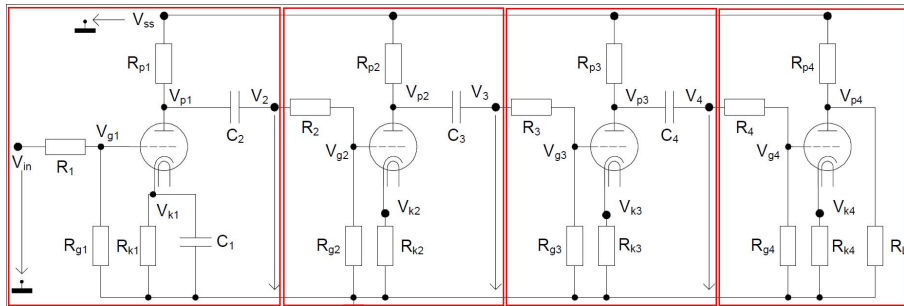 Vss
Rp1
Vp1
V2
C2
Vg1
Vin
R1
Vk1
Rg1
Rk1
C1
Rp2
Vp2
V3
R2
C3
Vg2
Vk2
Rg2
Rk2
Rp3
Vp3
V4
R3
C4
Vg3
Vk3
Rg3
Rk3
Rp4
Vp4
R4
Vg4
Vk4
Rg4
Rk4